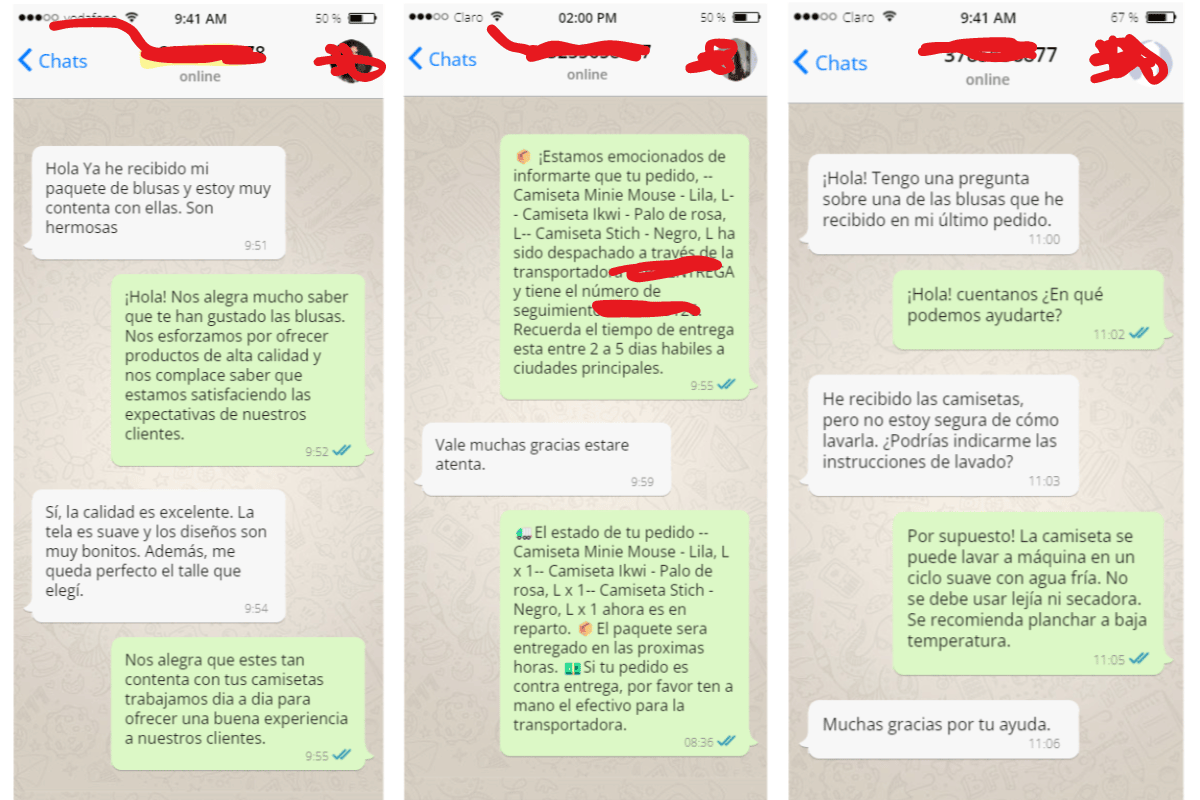 9:41 AM
50 %
Chats
online
Hola Ya he recibido mi
paquete de blusas y estoy muy
contenta con ellas. Son
hermosas
9:51
¡Hola! Nos alegra mucho saber
que te han gustado las blusas.
Nos esforzamos por ofrecer
productos de alta calidad y
nos complace saber que
estamos satisfaciendo las
expectativas de nuestros
clientes.
9:52
Sí, la calidad es excelente. La
tela es suave y los diseños son
muy bonitos. Además, me
queda perfecto el talle que
elegí.
9:54
Nos alegra que estes tan
contenta con tus camisetas
trabajamos dia a dia para
ofrecer una buena experiencia
a nuestros clientes.
9:55
Claro
02:00 PM
50 %
Chats
online
¡Estamos emocionados de
informarte que tu pedido, --
Camiseta Minie Mouse - Lila, L-
- Camiseta Ikwi - Palo de rosa,
L-- Camiseta Stich - Negro, L ha
sido despachado a través de la
transportadora
y tiene el número de
seguimiento
Recuerda el tiempo de entrega
esta entre 2 a 5 dias habiles a
ciudades principales.
9:55
Vale muchas gracias estare
atenta.
9:59
El estado de tu pedido --
Camiseta Minie Mouse - Lila, L
x 1-- Camiseta Ikwi - Palo de
rosa, L x 1-- Camiseta Stich -
Negro, L x 1 ahora es en
reparto. El paquete sera
entregado en las proximas
horas. Si tu pedido es
contra entrega, por favor ten a
mano el efectivo para la
transportadora.
08:36
Claro
9:41 AM
67 %
Chats
online
¡Hola! Tengo una pregunta
sobre una de las blusas que he
recibido en mi último pedido.
11:00
¡Hola! cuentanos ¿En qué
podemos ayudarte?
11:02
He recibido las camisetas,
pero no estoy segura de cómo
lavarla. ¿Podrías indicarme las
instrucciones de lavado?
11:03
Por supuesto! La camiseta se
puede lavar a máquina en un
ciclo suave con agua fría. No
se debe usar lejía ni secadora.
Se recomienda planchar a baja
temperatura.
11:05
Muchas gracias por tu ayuda.
11:06